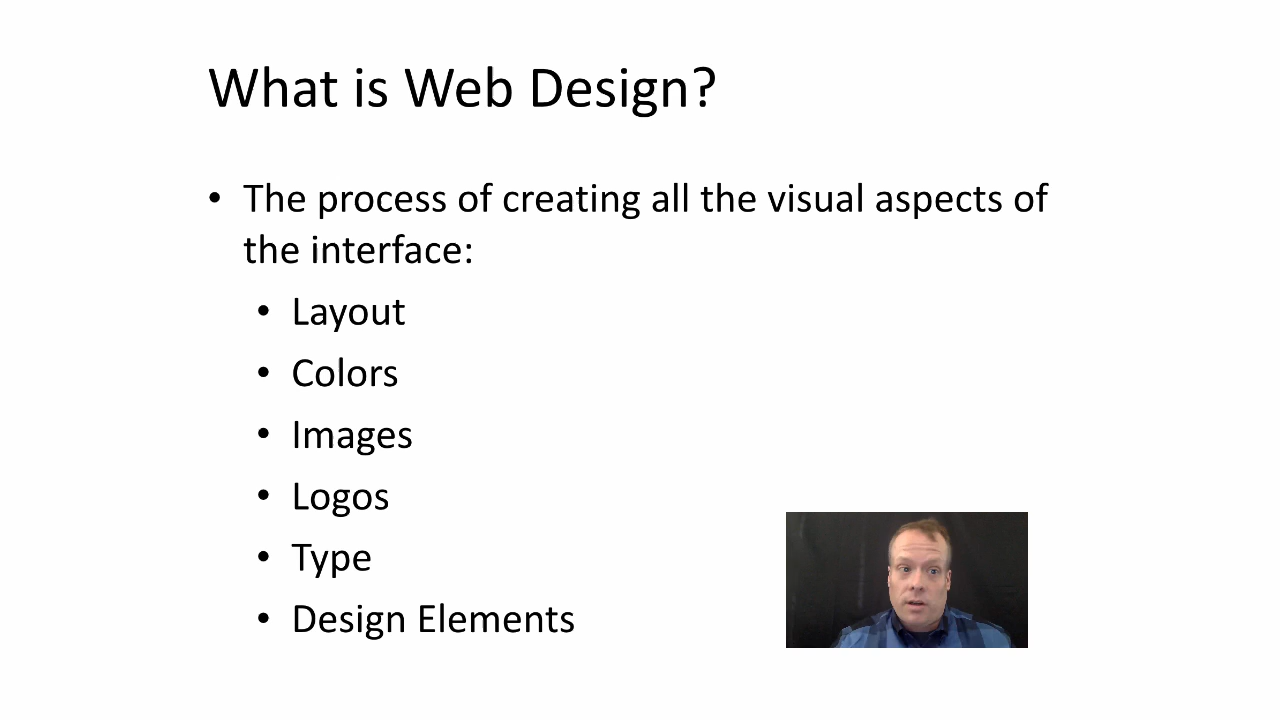 What is Web Design?
• The process of creating all the visual aspects of
the interface:
• Layout
• Colors
• Images
• Logos
• Type
• Design Elements